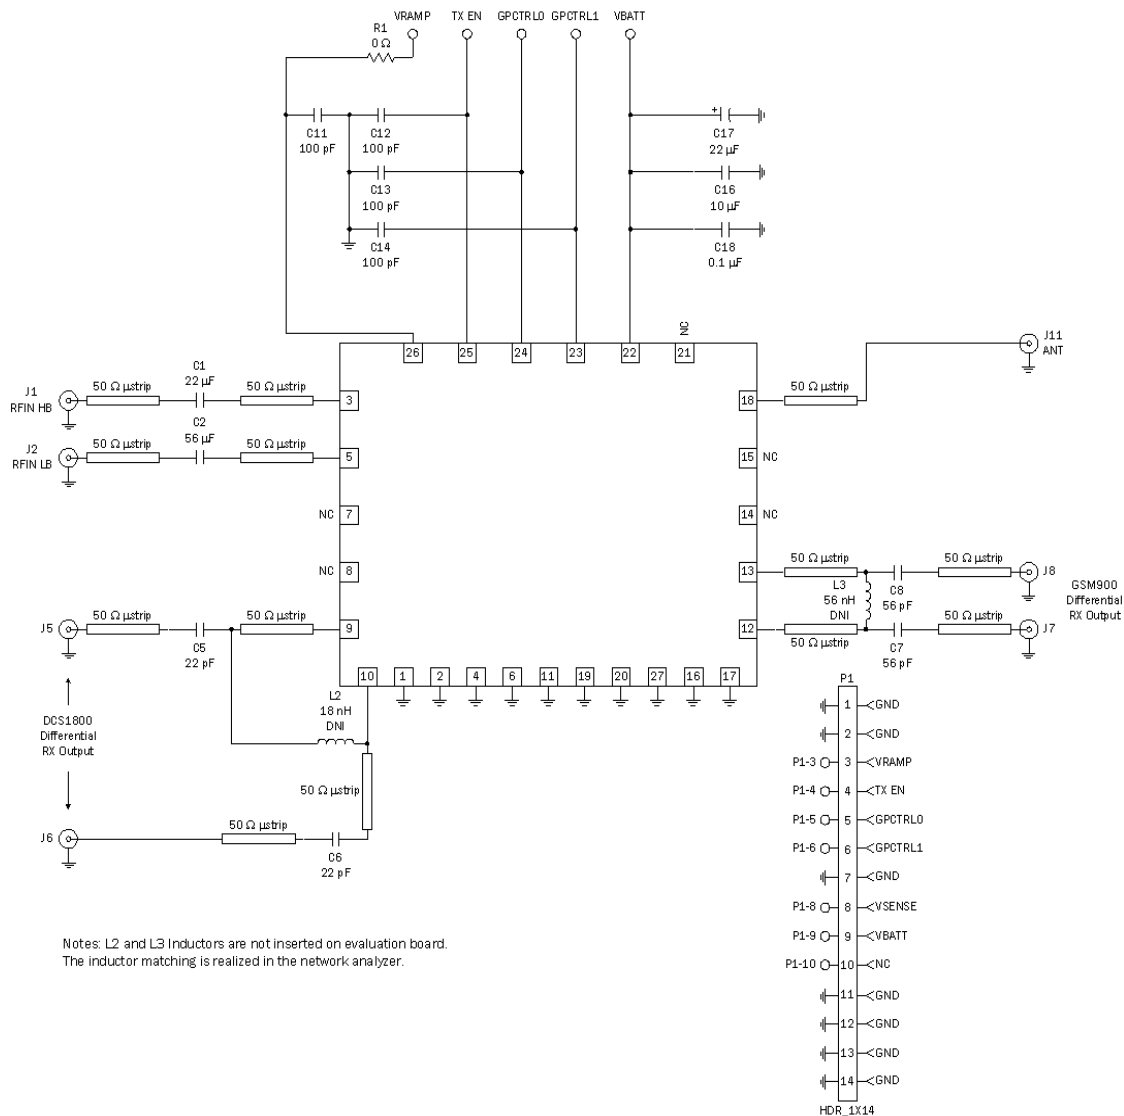 VRAMP TX EN GPCTRL0 GPCTRL1 VBATT
R1
0 Ω
C11
100 pF
C12
100 pF
C13
100 pF
C14
100 pF
+
C17
22 µF
C16
10 µF
C18
0.1 µF
26 25 24 23 22 21
NC
J1
RFIN HB
50 Ω µstrip
C1
22 µF
50 Ω µstrip
3
J2
RFIN LB
50 Ω µstrip
C2
56 µF
50 Ω µstrip
5
NC 7
NC 8
J5
50 Ω µstrip
C5
22 pF
50 Ω µstrip
9
18
50 Ω µstrip
J11
ANT
15 NC
14 NC
13
50 Ω µstrip
C8
56 pF
50 Ω µstrip
J8
L3
56 nH
DNI
GSM900
Differential
RX Output
12
50 Ω µstrip
C7
56 pF
50 Ω µstrip
J7
10 1 2 4 6 11 19 20 27 16 17
L2
18 nH
DNI
DCS1800
Differential
RX Output
50 Ω µstrip
J6
50 Ω µstrip
C6
22 pF
P1
1 GND
2 GND
P1-3 3 VRAMP
P1-4 4 TX EN
P1-5 5 GPCTRL0
P1-6 6 GPCTRL1
7 GND
P1-8 8 VSENSE
P1-9 9 VBATT
P1-10 10 NC
11 GND
12 GND
13 GND
14 GND
HDR_1X14
Notes: L2 and L3 Inductors are not inserted on evaluation board.
The inductor matching is realized in the network analyzer.